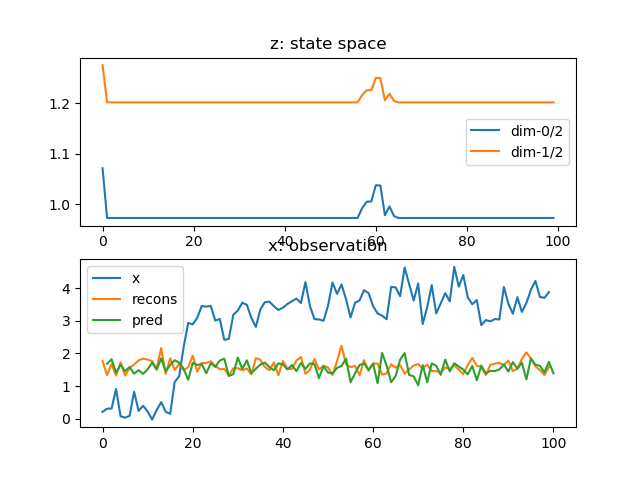 z: state space
1.2
1.1
1.0
dim-0/2
dim-1/2
0 20 40 60 80 100
x: observation
4
3
2
1
0
x
recons
pred
0 20 40 60 80 100